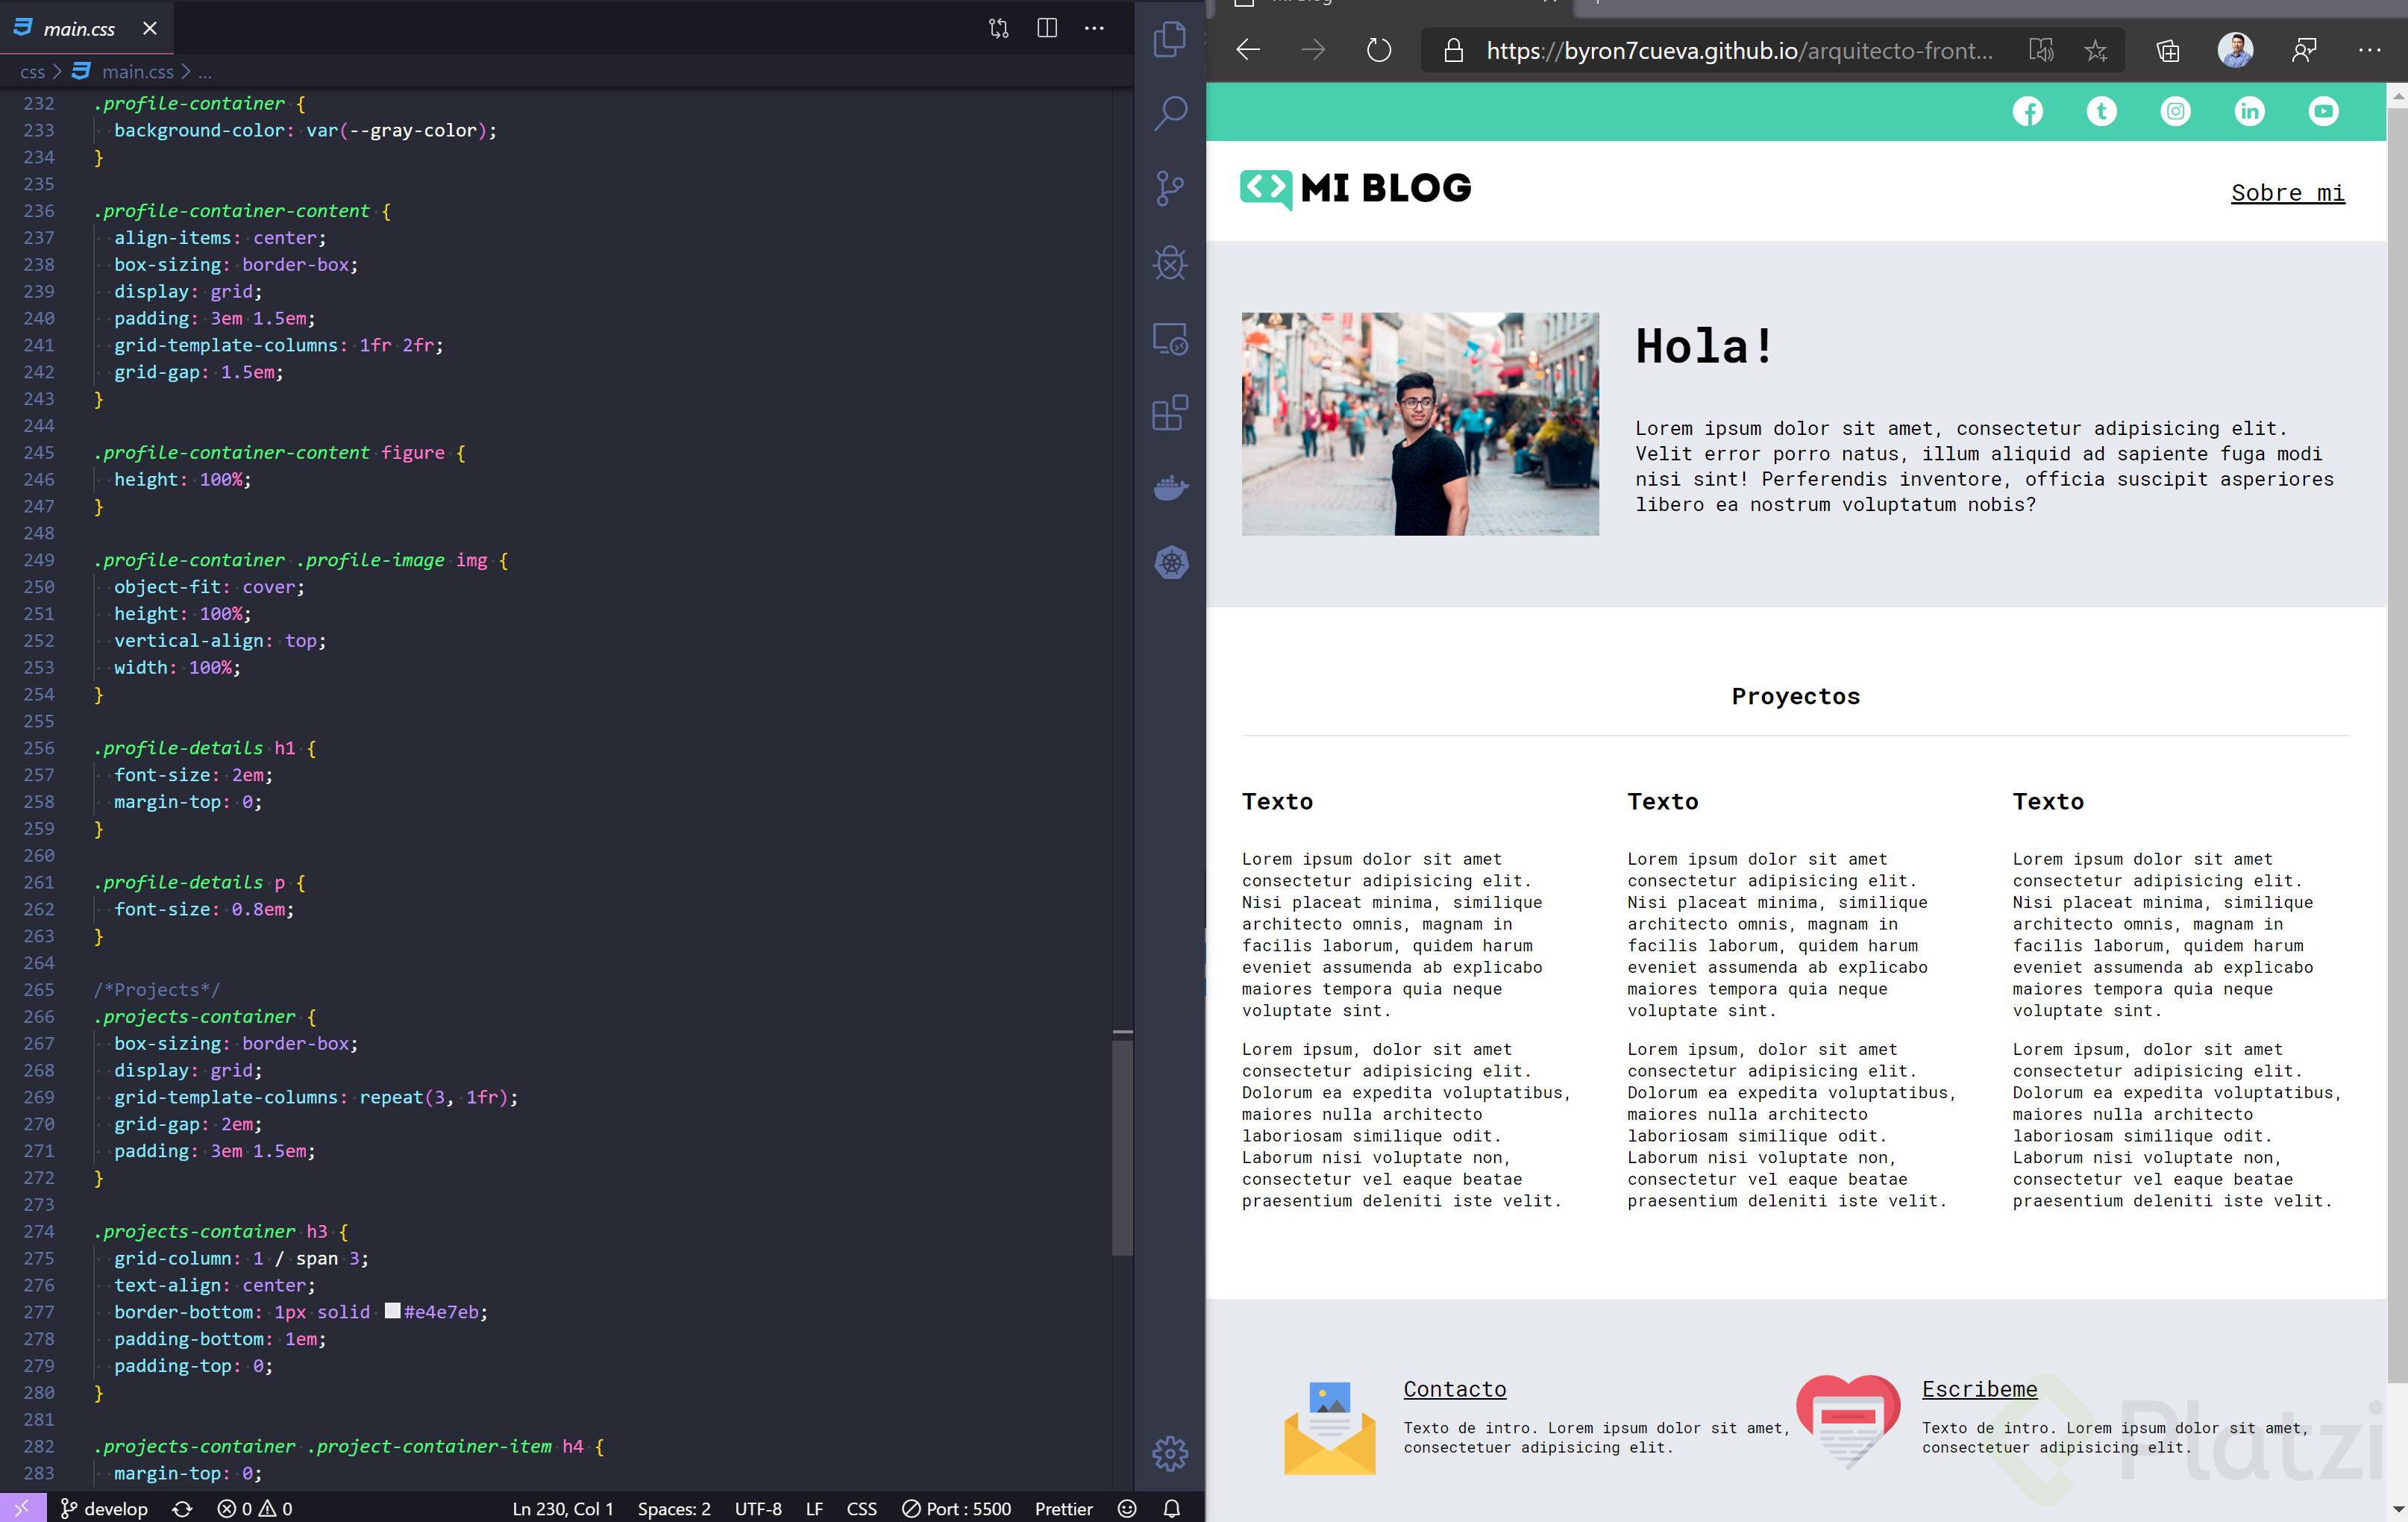 main.css
css > main.css > ...
232 .profile-container {
233 background-color: var(--gray-color);
234 }
235
236 .profile-container-content {
237 align-items: center;
238 box-sizing: border-box;
239 display: grid;
240 padding: 3em 1.5em;
241 grid-template-columns: 1fr 2fr;
242 grid-gap: 1.5em;
243 }
244
245 .profile-container-content figure {
246 height: 100%;
247 }
248
249 .profile-container .profile-image img {
250 object-fit: cover;
251 height: 100%;
252 vertical-align: top;
253 width: 100%;
254 }
255
256 .profile-details h1 {
257 font-size: 2em;
258 margin-top: 0;
259 }
260
261 .profile-details p {
262 font-size: 0.8em;
263 }
264
265 /*Projects*/
266 .projects-container {
267 box-sizing: border-box;
268 display: grid;
269 grid-template-columns: repeat(3, 1fr);
270 grid-gap: 2em;
271 padding: 3em 1.5em;
272 }
273
274 .projects-container h3 {
275 grid-column: 1 / span 3;
276 text-align: center;
277 border-bottom: 1px solid #e4e7eb;
278 padding-bottom: 1em;
279 padding-top: 0;
280 }
281
282 .projects-container .project-container-item h4 {
283 margin-top: 0;
develop 0 0 Ln 230, Col 1 Spaces: 2 UTF-8 LF CSS Port : 5500 Prettier
https://byron7cueva.github.io/arquitecto-front...
MI BLOG
Sobre mi
Hola!
Lorem ipsum dolor sit amet, consectetur adipisicing elit.
Velit error porro natus, illum aliquid ad sapiente fuga modi
nisi sint! Perferendis inventore, officia suscipit asperiores
libero ea nostrum voluptatum nobis?
Proyectos
Texto
Lorem ipsum dolor sit amet
consectetur adipisicing elit.
Nisi placeat minima, similique
architecto omnis, magnam in
facilis laborum, quidem harum
eveniet assumenda ab explicabo
maiores tempora quia neque
voluptate sint.
Lorem ipsum, dolor sit amet
consectetur adipisicing elit.
Dolorum ea expedita voluptatibus,
maiores nulla architecto
laboriosam similique odit.
Laborum nisi voluptate non,
consectetur vel eaque beatae
praesentium deleniti iste velit.
Texto
Lorem ipsum dolor sit amet
consectetur adipisicing elit.
Nisi placeat minima, similique
architecto omnis, magnam in
facilis laborum, quidem harum
eveniet assumenda ab explicabo
maiores tempora quia neque
voluptate sint.
Lorem ipsum, dolor sit amet
consectetur adipisicing elit.
Dolorum ea expedita voluptatibus,
maiores nulla architecto
laboriosam similique odit.
Laborum nisi voluptate non,
consectetur vel eaque beatae
praesentium deleniti iste velit.
Texto
Lorem ipsum dolor sit amet
consectetur adipisicing elit.
Nisi placeat minima, similique
architecto omnis, magnam in
facilis laborum, quidem harum
eveniet assumenda ab explicabo
maiores tempora quia neque
voluptate sint.
Lorem ipsum, dolor sit amet
consectetur adipisicing elit.
Dolorum ea expedita voluptatibus,
maiores nulla architecto
laboriosam similique odit.
Laborum nisi voluptate non,
consectetur vel eaque beatae
praesentium deleniti iste velit.
Contacto
Texto de intro. Lorem ipsum dolor sit amet,
consectetuer adipisicing elit.
Escribeme
Texto de intro. Lorem ipsum dolor sit amet,
consectetuer adipisicing elit.
Platzi